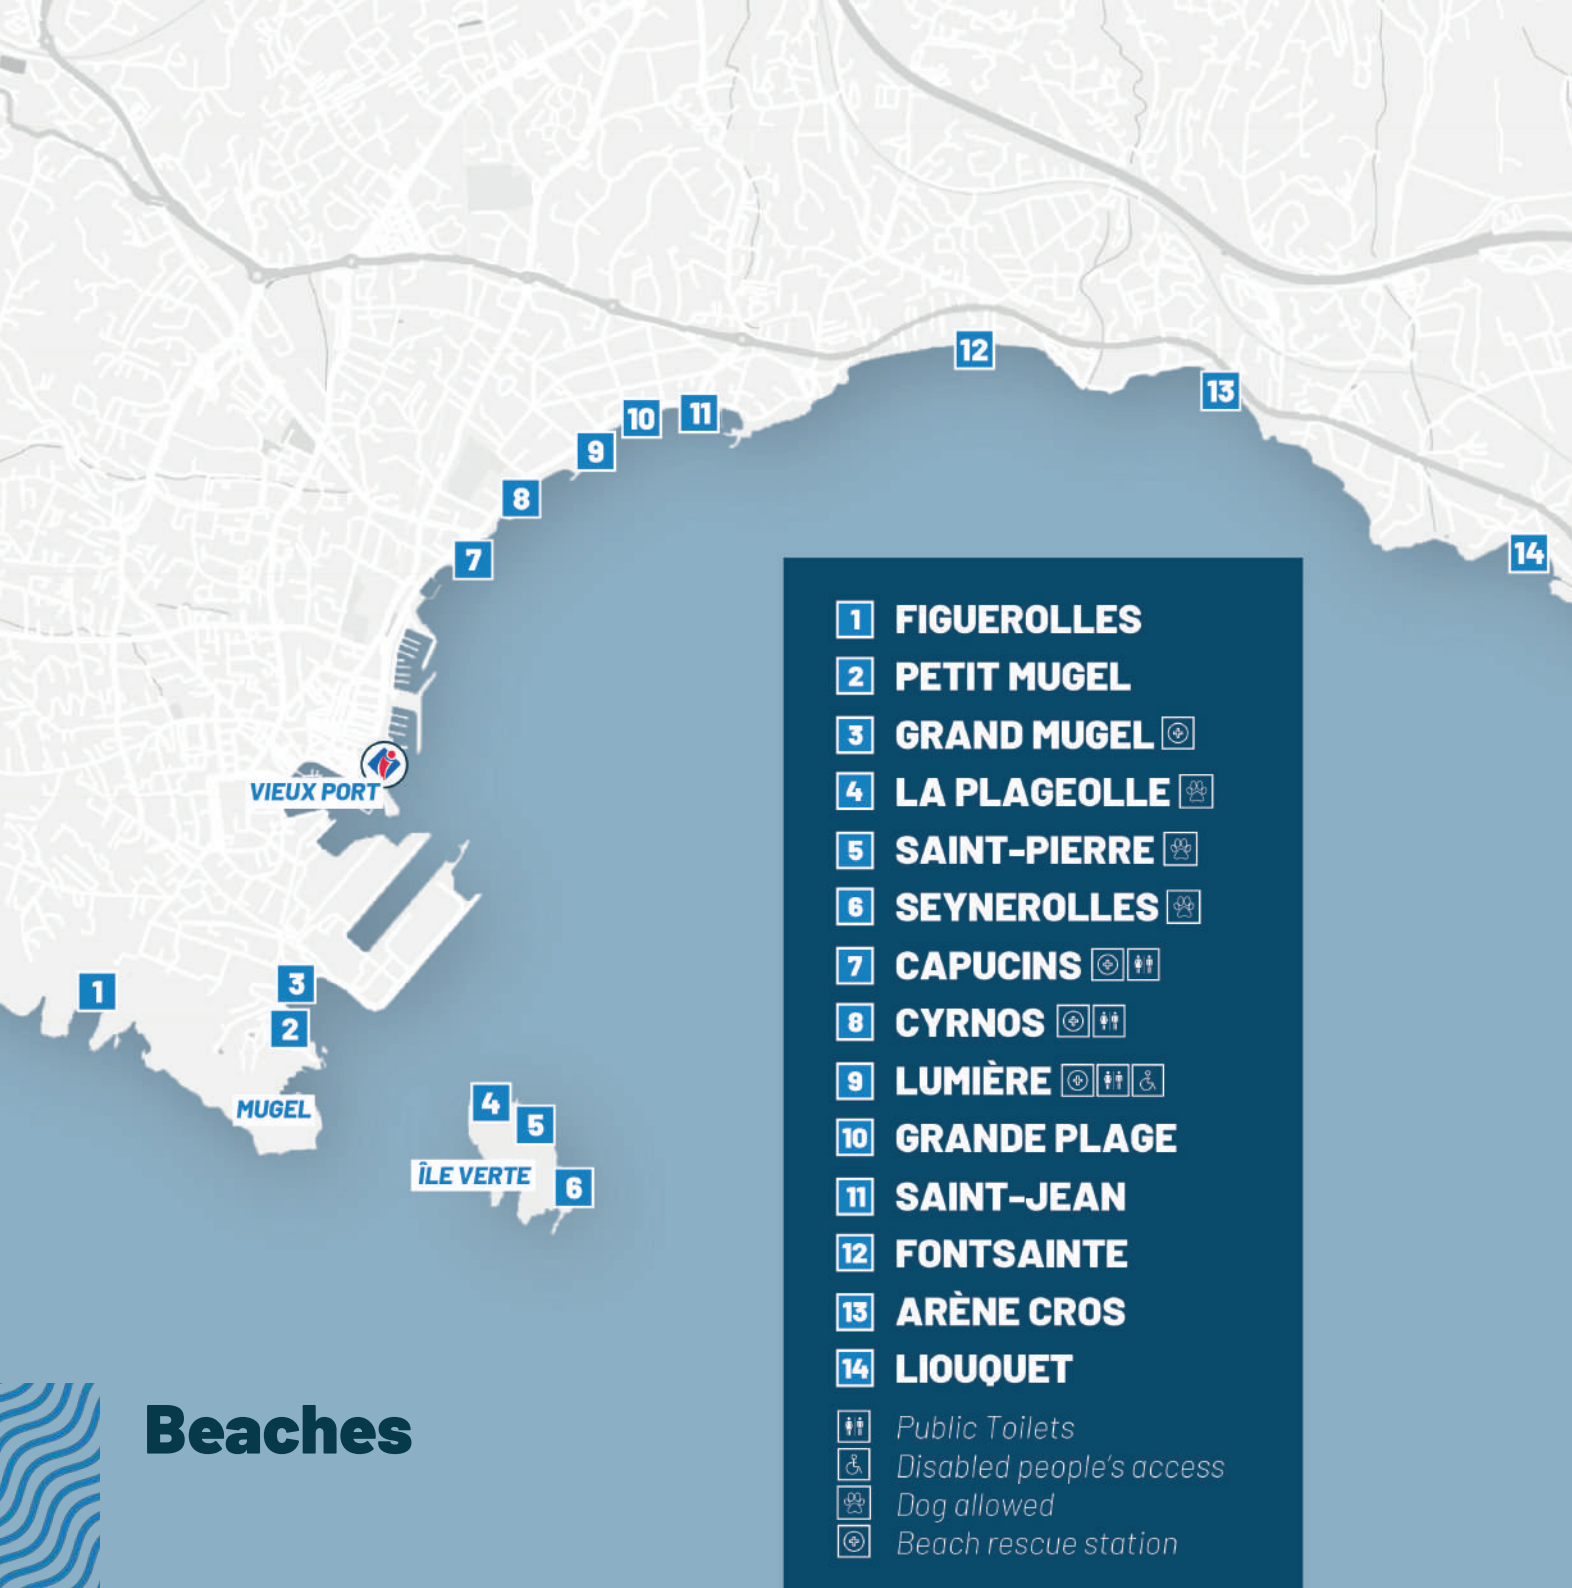 12
13
10
11
9
8
14
7
VIEUX PORT
1
3
2
MUGEL
4
5
ÎLE VERTE
6
1 FIGUEROLLES
2 PETIT MUGEL
3 GRAND MUGEL
4 LA PLAGEOLLE
5 SAINT-PIERRE
6 SEYNEROLLES
7 CAPUCINS
8 CYRNOS
9 LUMIÈRE
10 GRANDE PLAGE
11 SAINT-JEAN
12 FONTSAINTE
13 ARÈNE CROS
14 LIOUQUET
Public Toilets
Disabled people's access
Dog allowed
Beach rescue station
Beaches